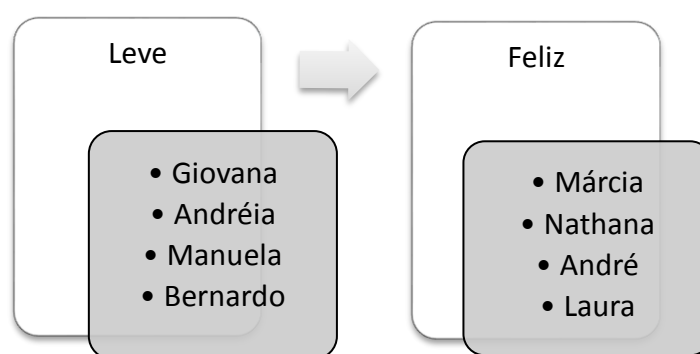 Leve
• Giovana
• Andréia
• Manuela
• Bernardo
Feliz
• Márcia
• Nathana
• André
• Laura